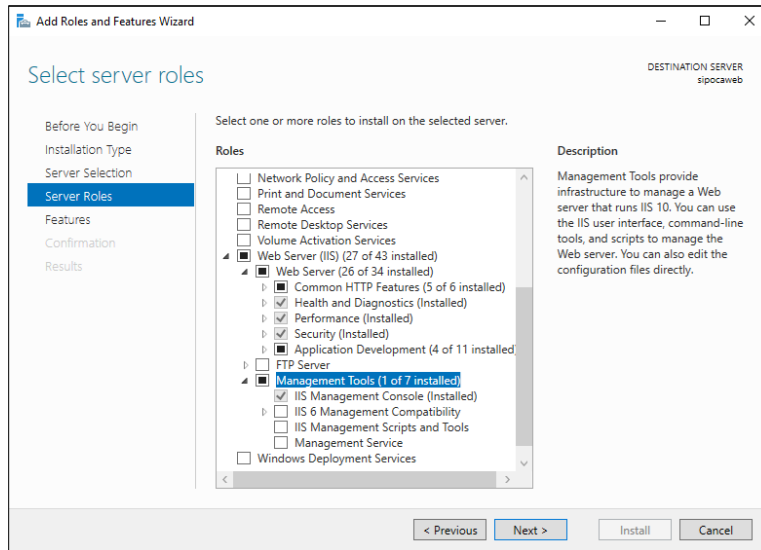 Add Roles and Features Wizard
Select server roles
DESTINATION SERVER
sipocaweb
Before You Begin
Installation Type
Server Selection
Server Roles
Features
Confirmation
Results
Select one or more roles to install on the selected server.
Roles
Network Policy and Access Services
Print and Document Services
Remote Access
Remote Desktop Services
Volume Activation Services
Web Server (IIS) (27 of 43 installed)
Web Server (26 of 34 installed)
Common HTTP Features (5 of 6 installed)
Health and Diagnostics (Installed)
Performance (Installed)
Security (Installed)
Application Development (4 of 11 installed)
FTP Server
Management Tools (1 of 7 installed)
IIS Management Console (Installed)
IIS 6 Management Compatibility
IIS Management Scripts and Tools
Management Service
Windows Deployment Services
Description
Management Tools provide
infrastructure to manage a Web
server that runs IIS 10. You can use
the IIS user interface, command-line
tools, and scripts to manage the
Web server. You can also edit the
configuration files directly.
< Previous
Next >
Install
Cancel